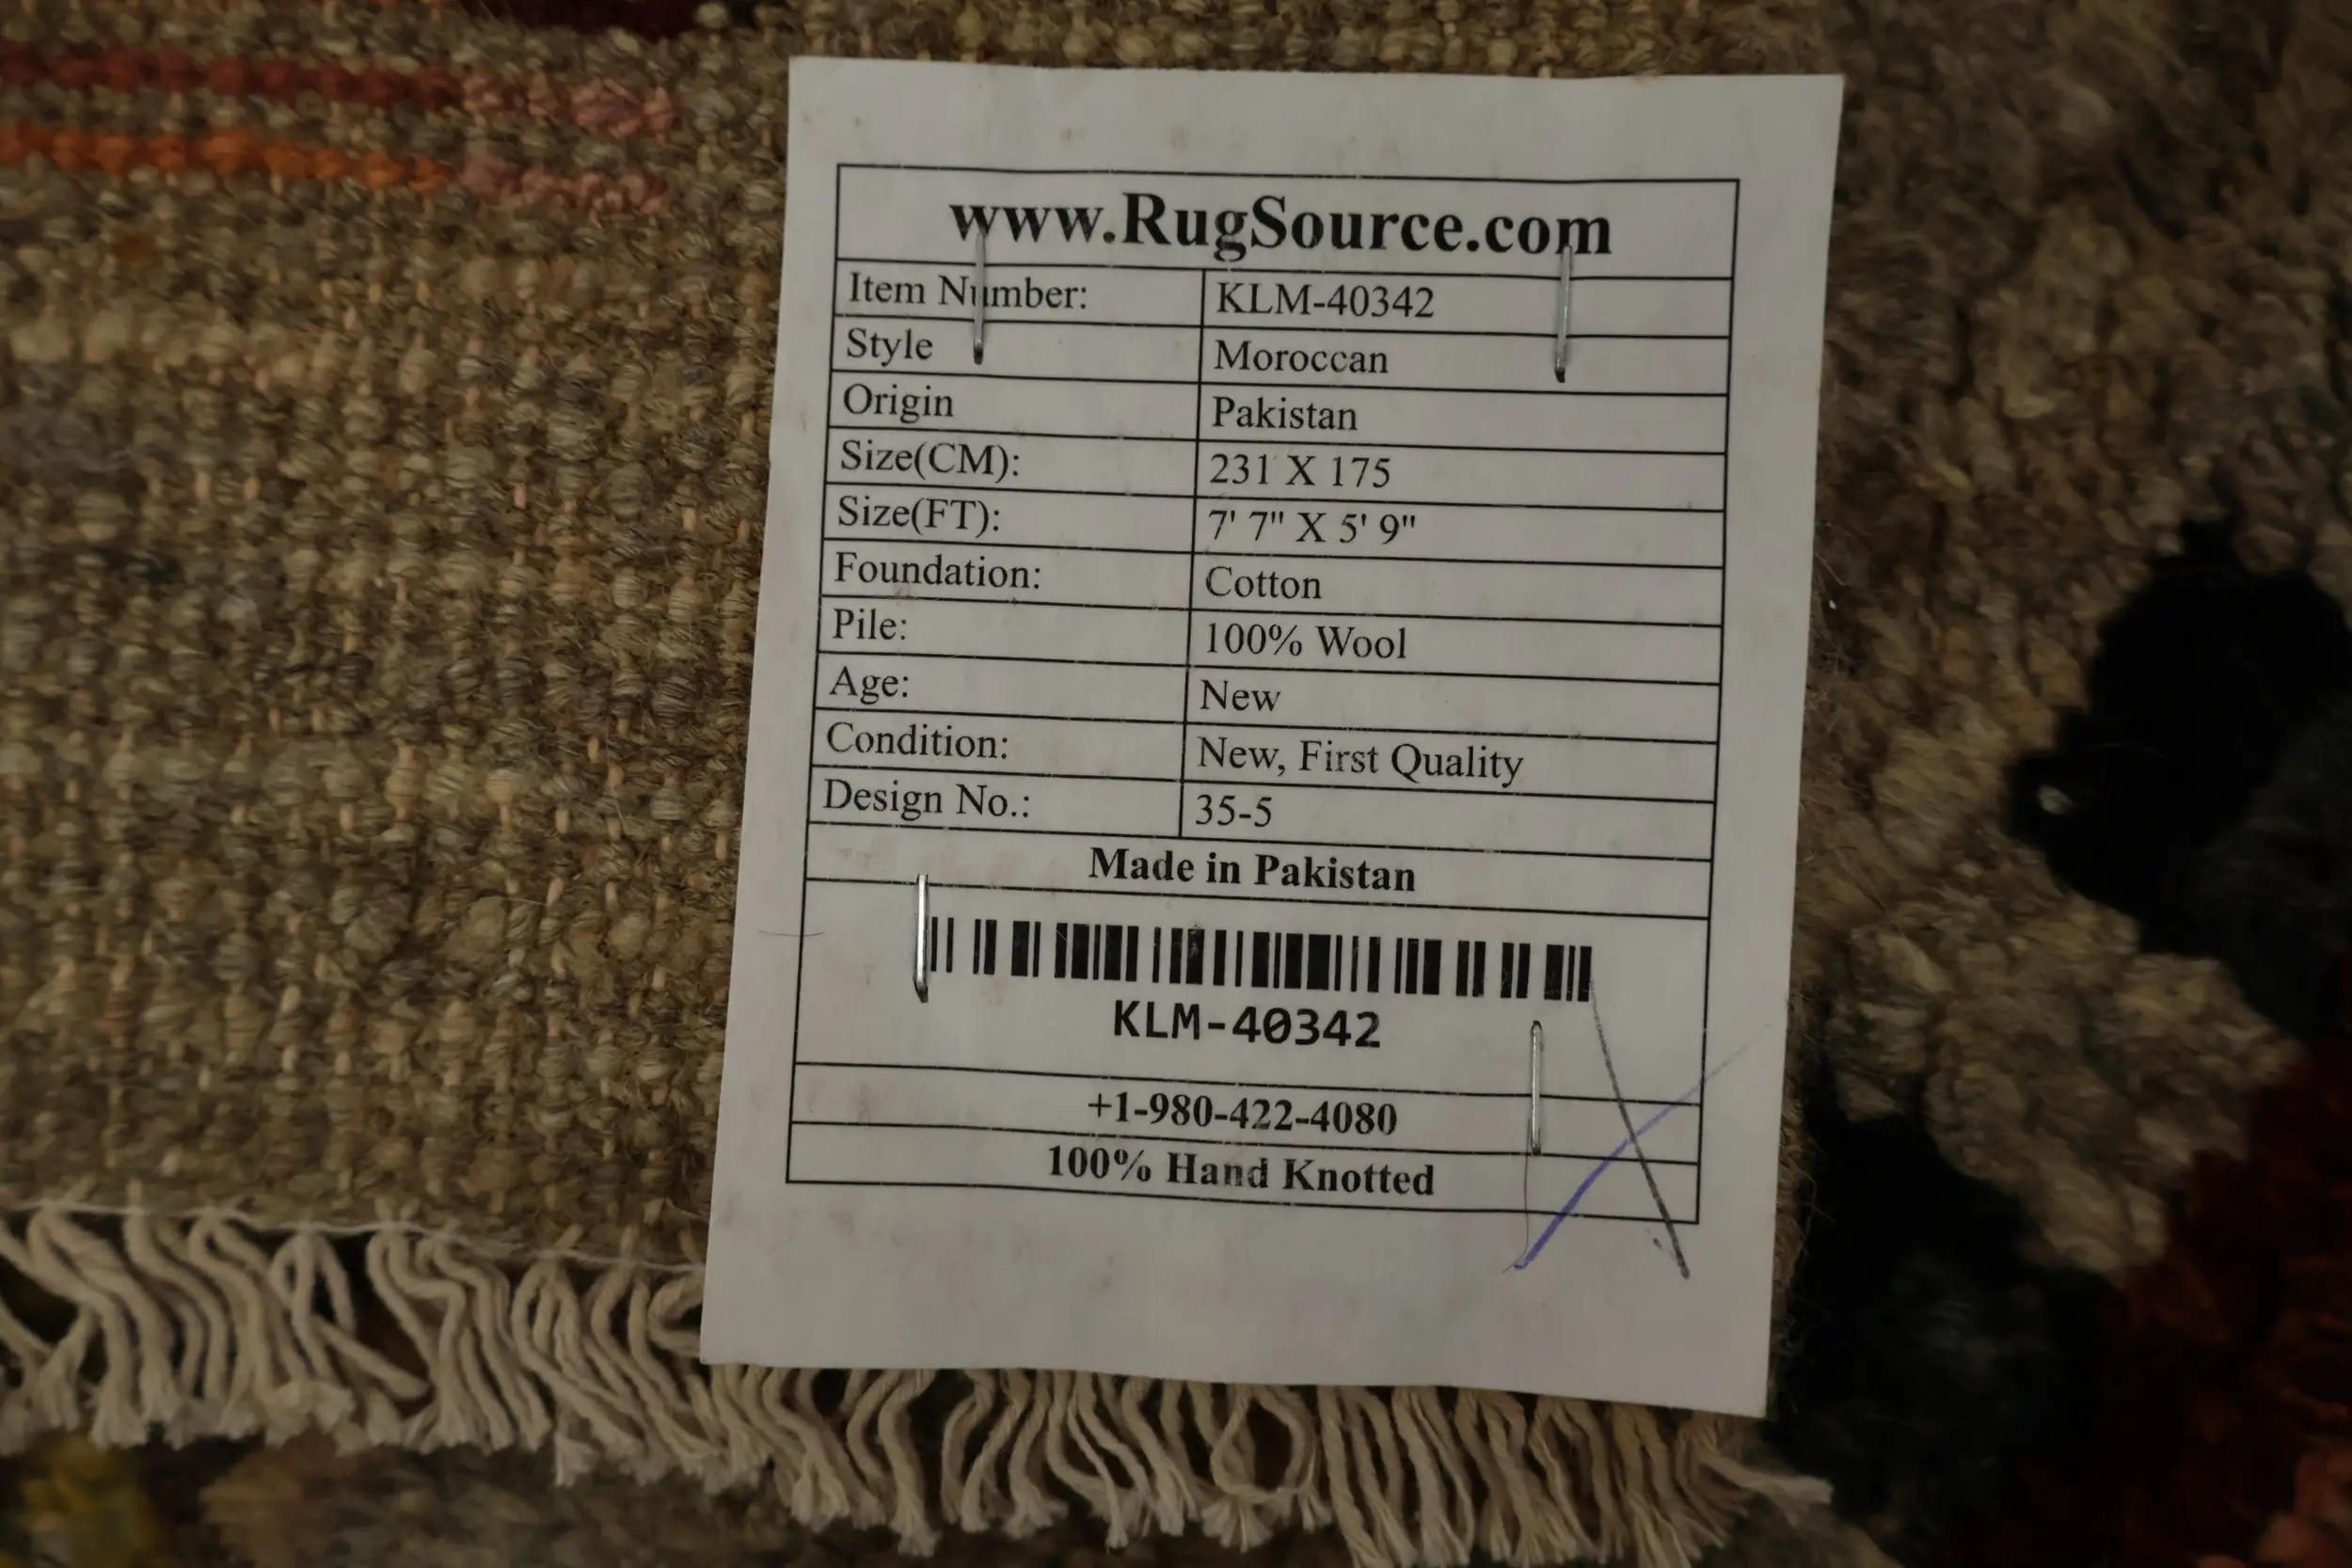 www.RugSource.com
Item Number: KLM-40342
Style Moroccan
Origin Pakistan
Size(CM): 231 X 175
Size(FT): 7' 7" X 5' 9"
Foundation: Cotton
Pile: 100% Wool
Age: New
Condition: New, First Quality
Design No.: 35-5
Made in Pakistan
KLM-40342
+1-980-422-4080
100% Hand Knotted